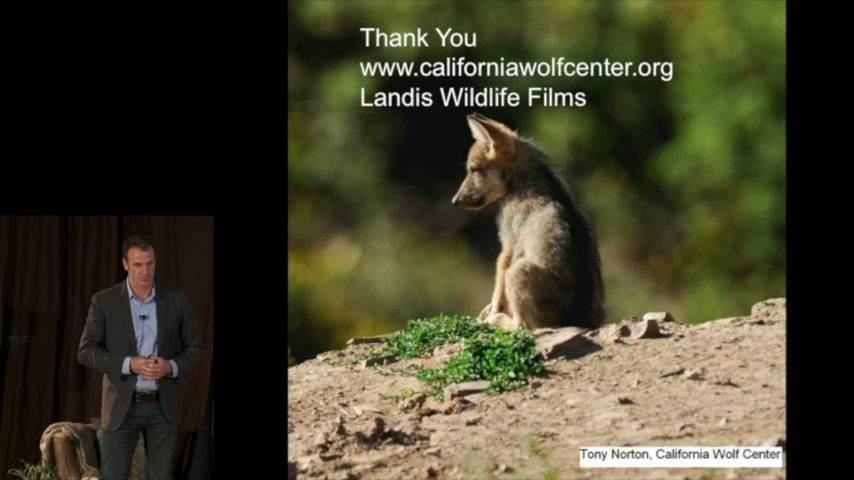 Thank You
www.californiawolfcenter.org
Landis Wildlife Films
Tony Norton, California Wolf Center